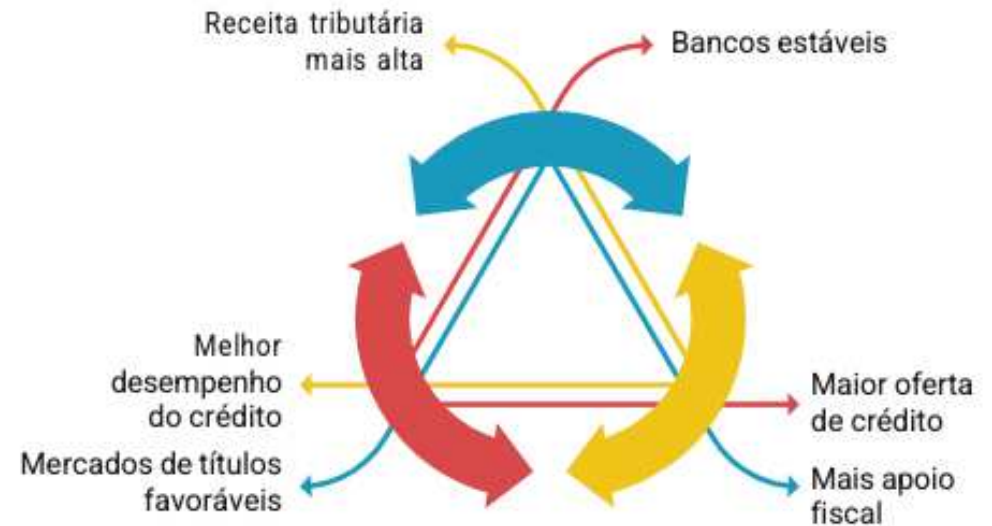 Receita tributária
mais alta
Bancos estáveis
Melhor
desempenho
do crédito
Maior oferta
de crédito
Mercados de títulos
favoráveis
Mais apoio
fiscal